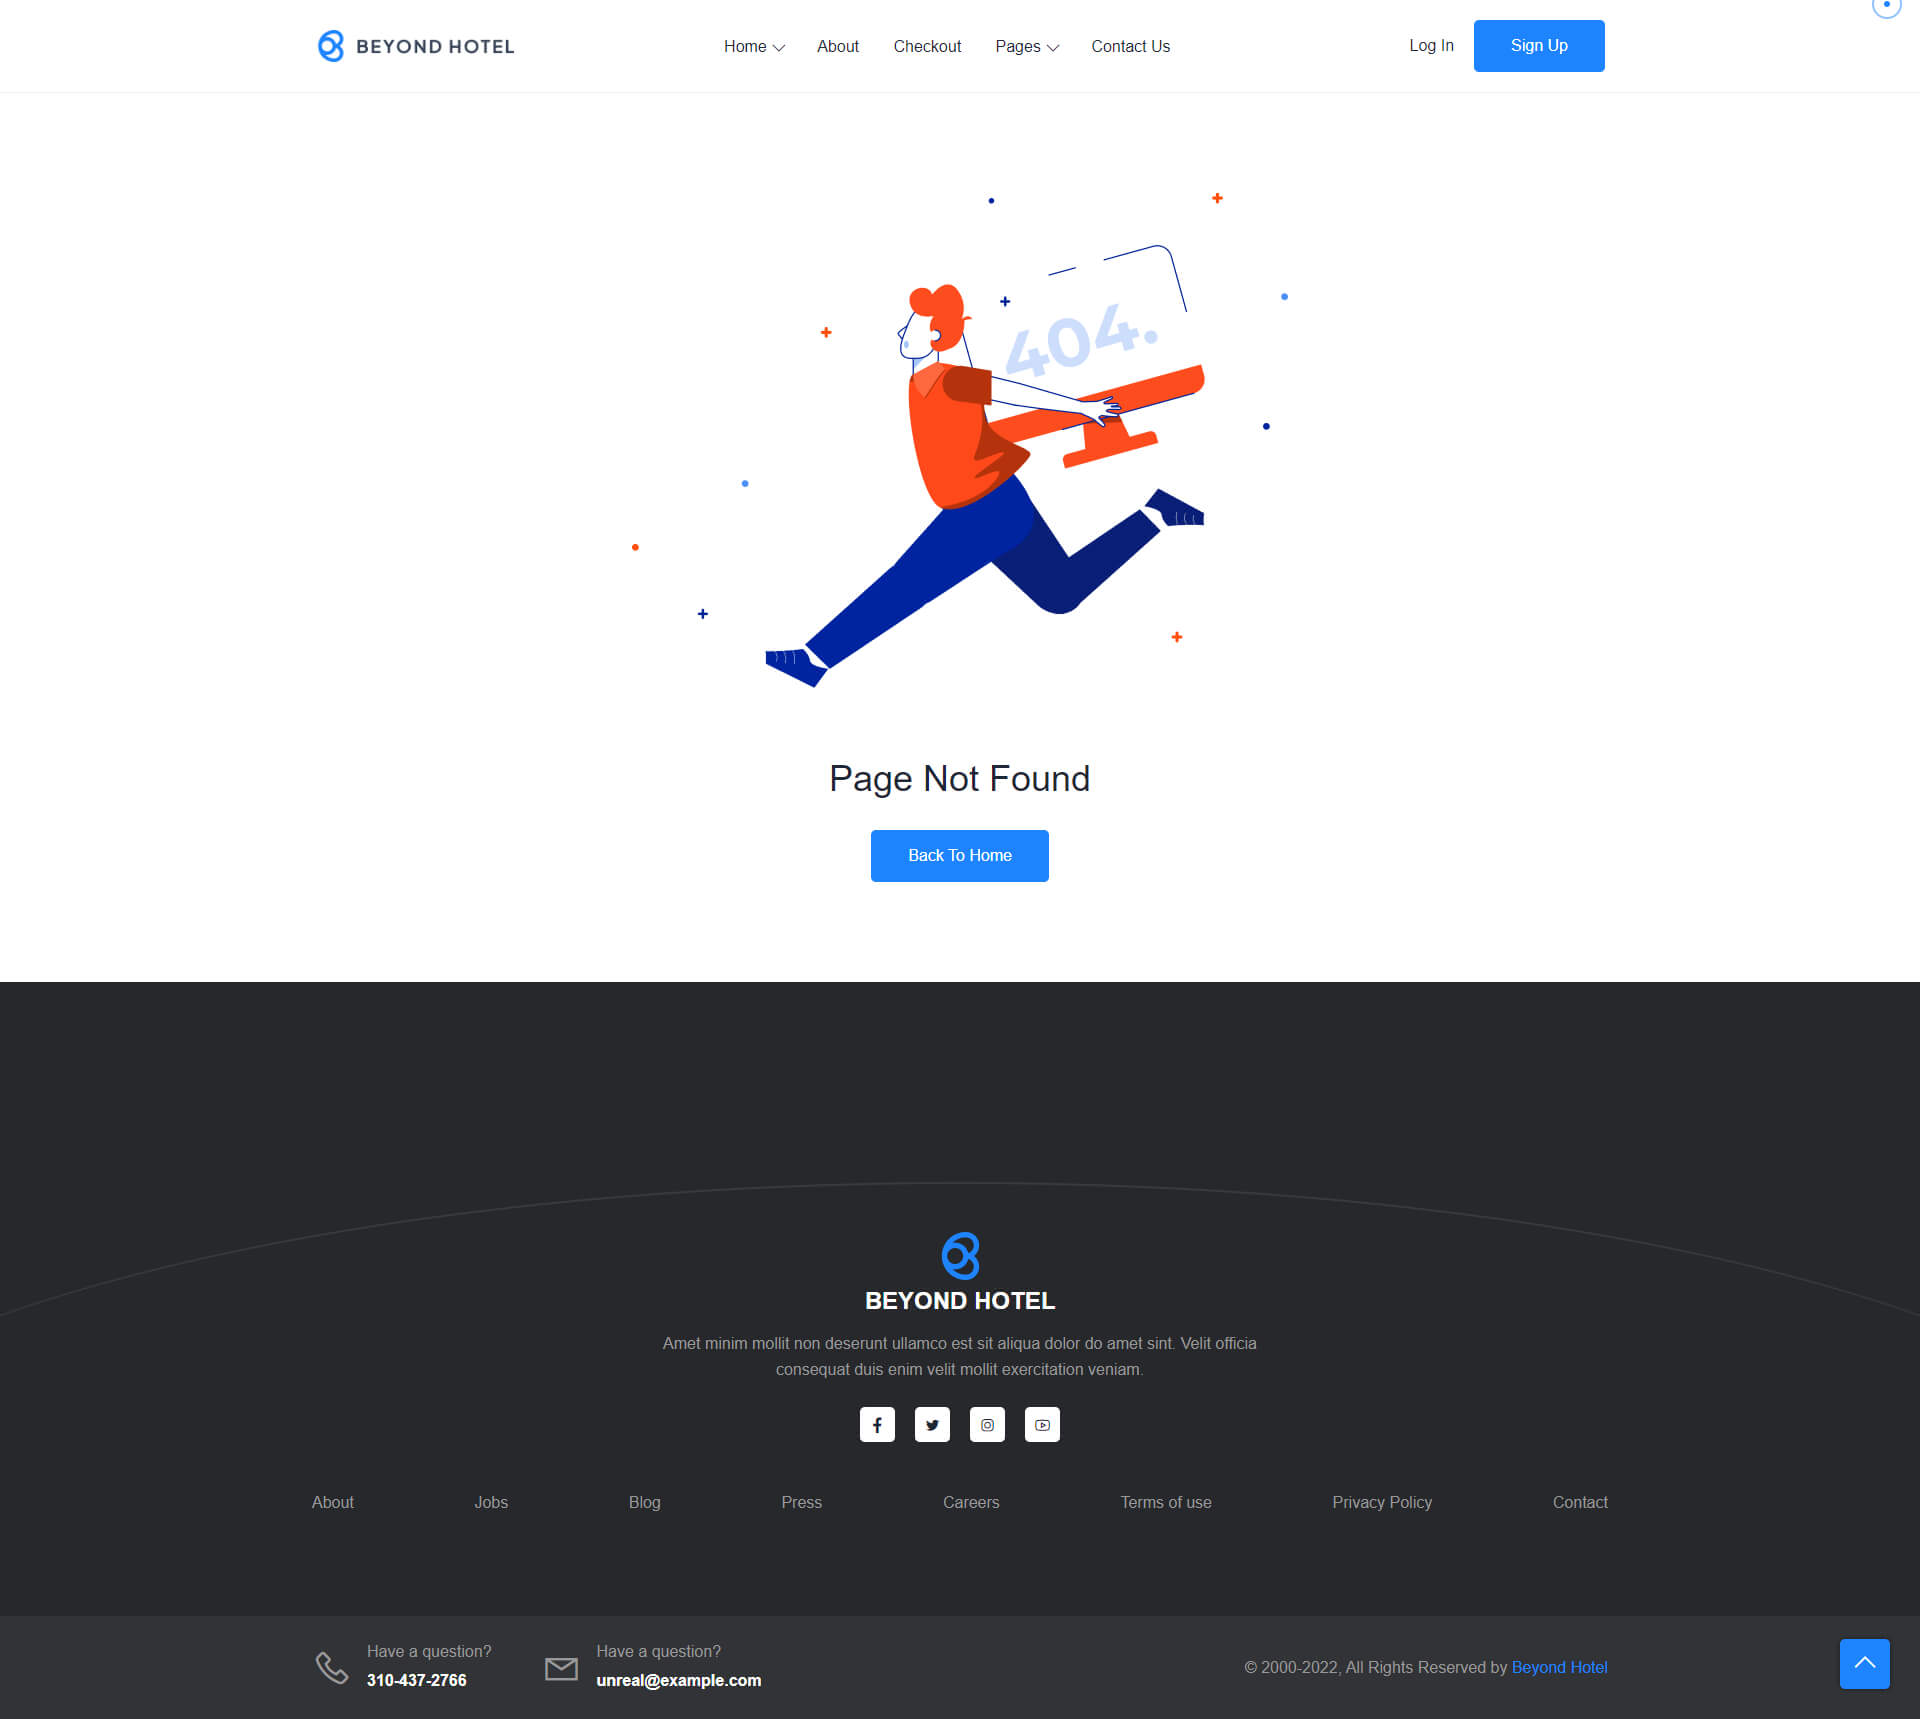 BEYOND HOTEL
Home About Checkout Pages Contact Us
Log In Sign Up
404.
Page Not Found
Back To Home
BEYOND HOTEL
Amet minim mollit non deserunt ullamco est sit aliqua dolor do amet sint. Velit officia
consequat duis enim velit mollit exercitation veniam.
About Jobs Blog Press Careers Terms of use Privacy Policy Contact
Have a question?
310-437-2766
Have a question?
unreal@example.com
© 2000-2022, All Rights Reserved by Beyond Hotel